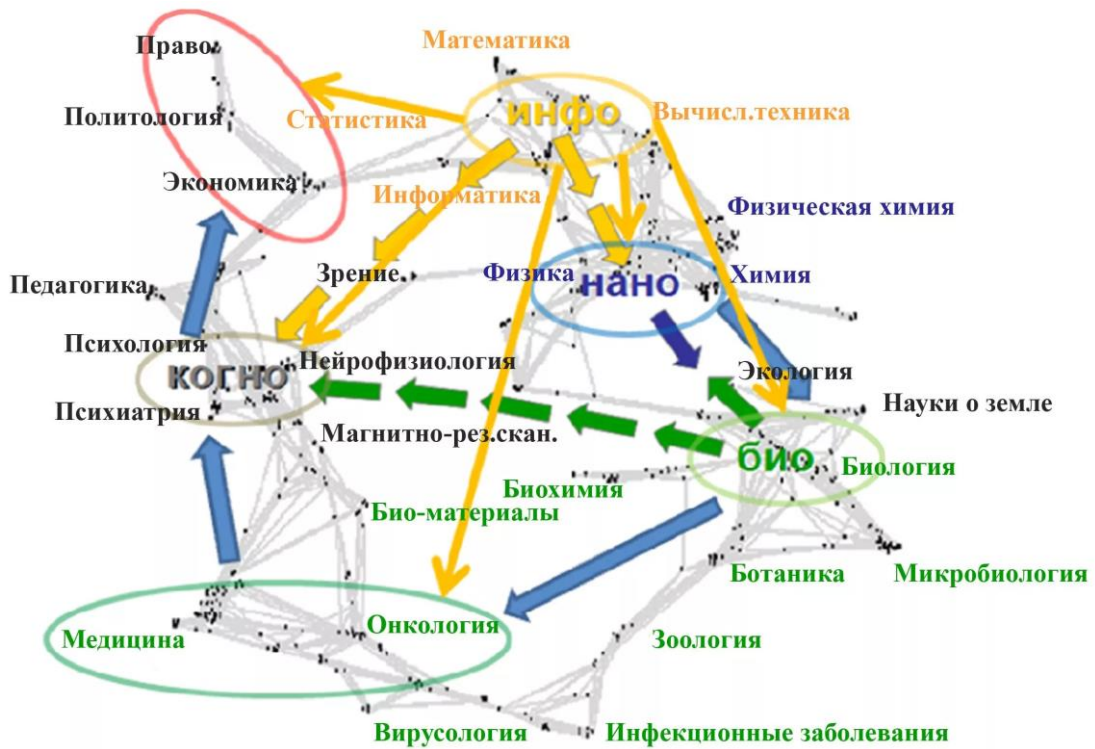 Право
Математика
инфо
Вычисл.техника
Политология
Статистика
Экономика
Информатика
Физическая химия
Педагогика
Зрение
Физика
нано
Химия
Психология
Нейрофизиология
когно
Экология
Психиатрия
Науки о земле
Магнитно-рез.скан.
био
Биология
Биохимия
Био-материалы
Ботаника
Микробиология
Медицина
Онкология
Зоология
Вирусология
Инфекционные заболевания